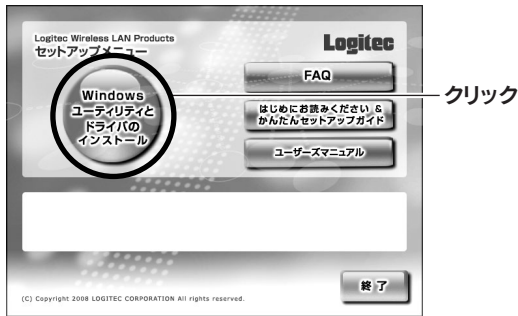 Logitec Wireless LAN Products
セットアップメニュー
Logitec
Windows
ユーティリティと
ドライバの
インストール
FAQ
クリック
はじめにお読みください &
かんたんセットアップガイド
ユーザーズマニュアル
終了
(C) Copyright 2008 LOGITEC CORPORATION All rights reserved.